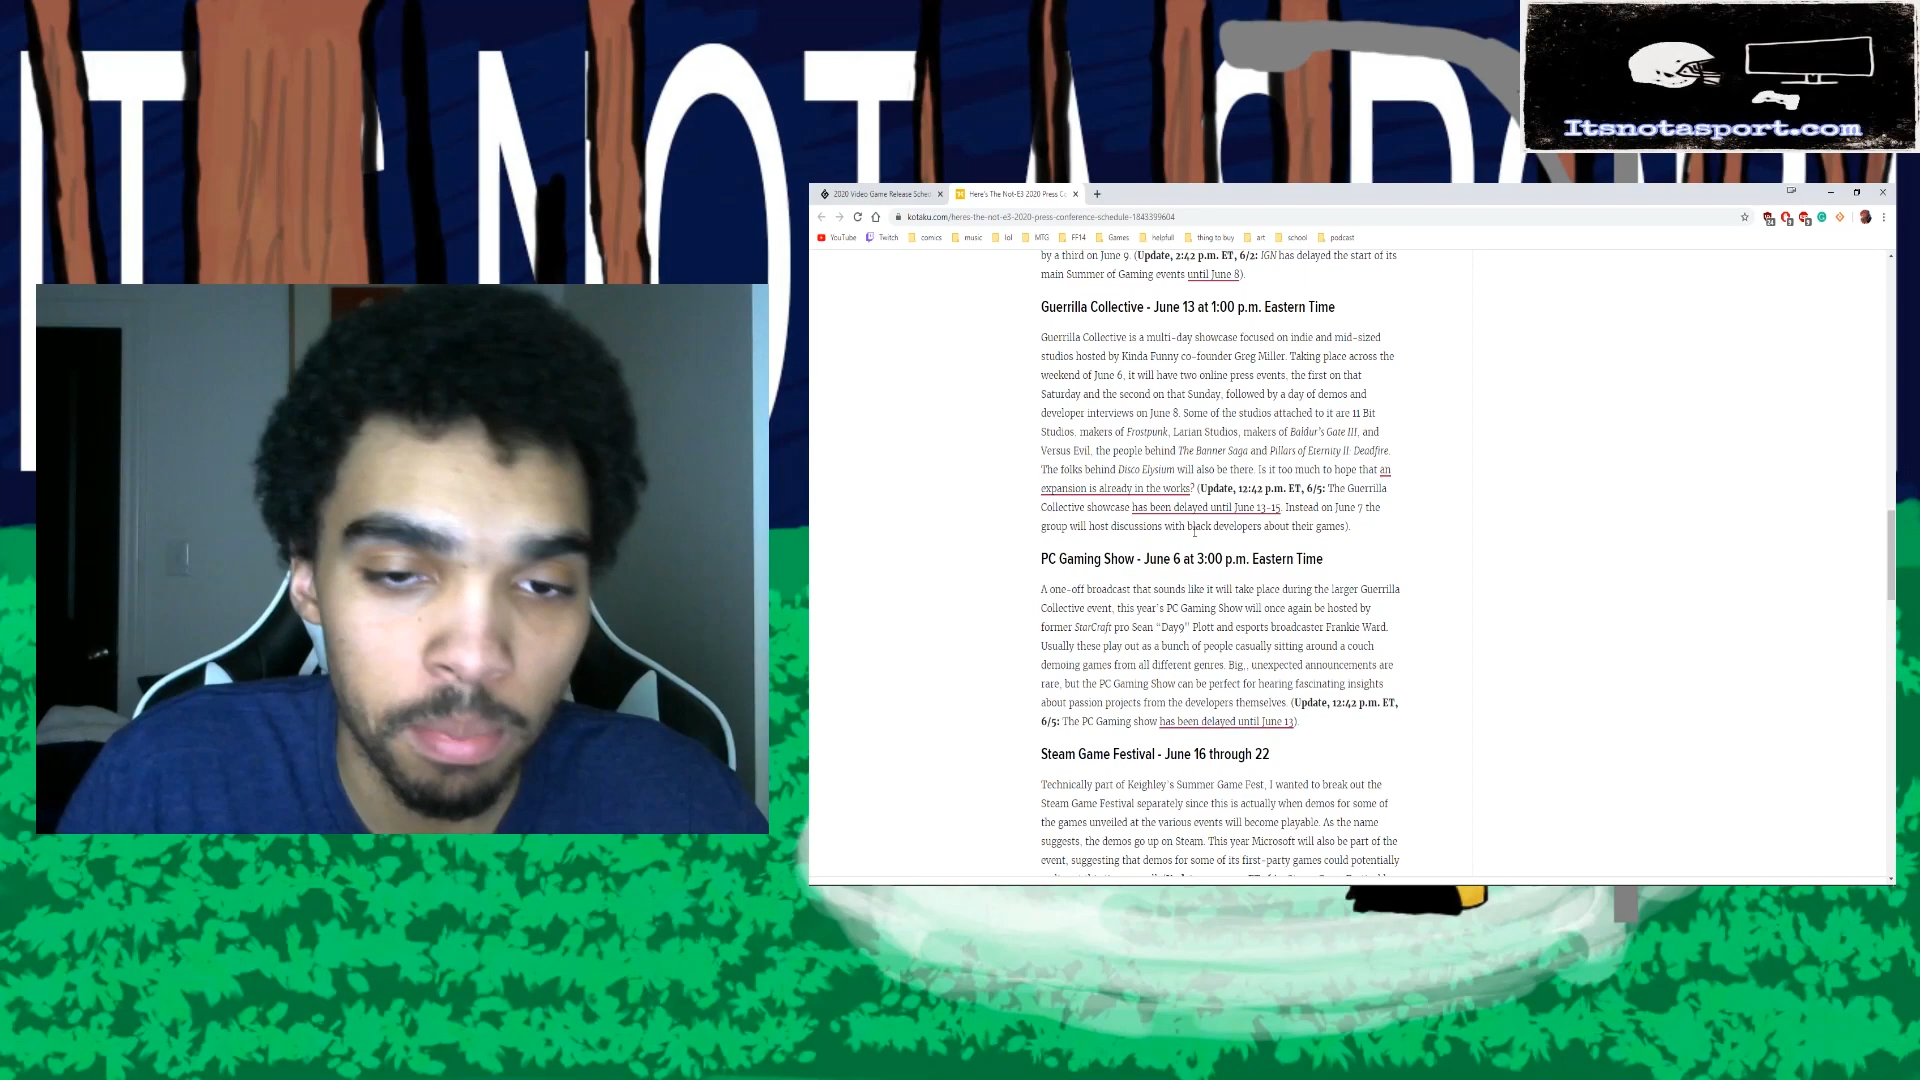 IT NOT A
Itsnotasport.com
2020 Video Game Release Sched
Here's The Not-E3 2020 Press Co
kotaku.com/heres-the-not-e3-2020-press-conference-schedule-1843399604
YouTube Twitch comics music lol MTG FF14 Games helpfull thing to buy art school podcast
by a third on June 9. (Update, 2:42 p.m. ET, 6/2: IGN has delayed the start of its
main Summer of Gaming events until June 8).
Guerrilla Collective - June 13 at 1:00 p.m. Eastern Time
Guerrilla Collective is a multi-day showcase focused on indie and mid-sized
studios hosted by Kinda Funny co-founder Greg Miller. Taking place across the
weekend of June 6, it will have two online press events, the first on that
Saturday and the second on that Sunday, followed by a day of demos and
developer interviews on June 8. Some of the studios attached to it are 11 Bit
Studios, makers of Frostpunk, Larian Studios, makers of Baldur's Gate III, and
Versus Evil, the people behind The Banner Saga and Pillars of Eternity II: Deadfire.
The folks behind Disco Elysium will also be there. Is it too much to hope that an
expansion is already in the works? (Update, 12:42 p.m. ET, 6/5: The Guerrilla
Collective showcase has been delayed until June 13-15. Instead on June 7 the
group will host discussions with black developers about their games).
PC Gaming Show - June 6 at 3:00 p.m. Eastern Time
A one-off broadcast that sounds like it will take place during the larger Guerrilla
Collective event, this year's PC Gaming Show will once again be hosted by
former StarCraft pro Sean "Day9" Plott and esports broadcaster Frankie Ward.
Usually these play out as a bunch of people casually sitting around a couch
demoing games from all different genres. Big,, unexpected announcements are
rare, but the PC Gaming Show can be perfect for hearing fascinating insights
about passion projects from the developers themselves. (Update, 12:42 p.m. ET,
6/5: The PC Gaming show has been delayed until June 13).
Steam Game Festival - June 16 through 22
Technically part of Keighley's Summer Game Fest, I wanted to break out the
Steam Game Festival separately since this is actually when demos for some of
the games unveiled at the various events will become playable. As the name
suggests, the demos go up on Steam. This year Microsoft will also be part of the
event, suggesting that demos for some of its first-party games could potentially